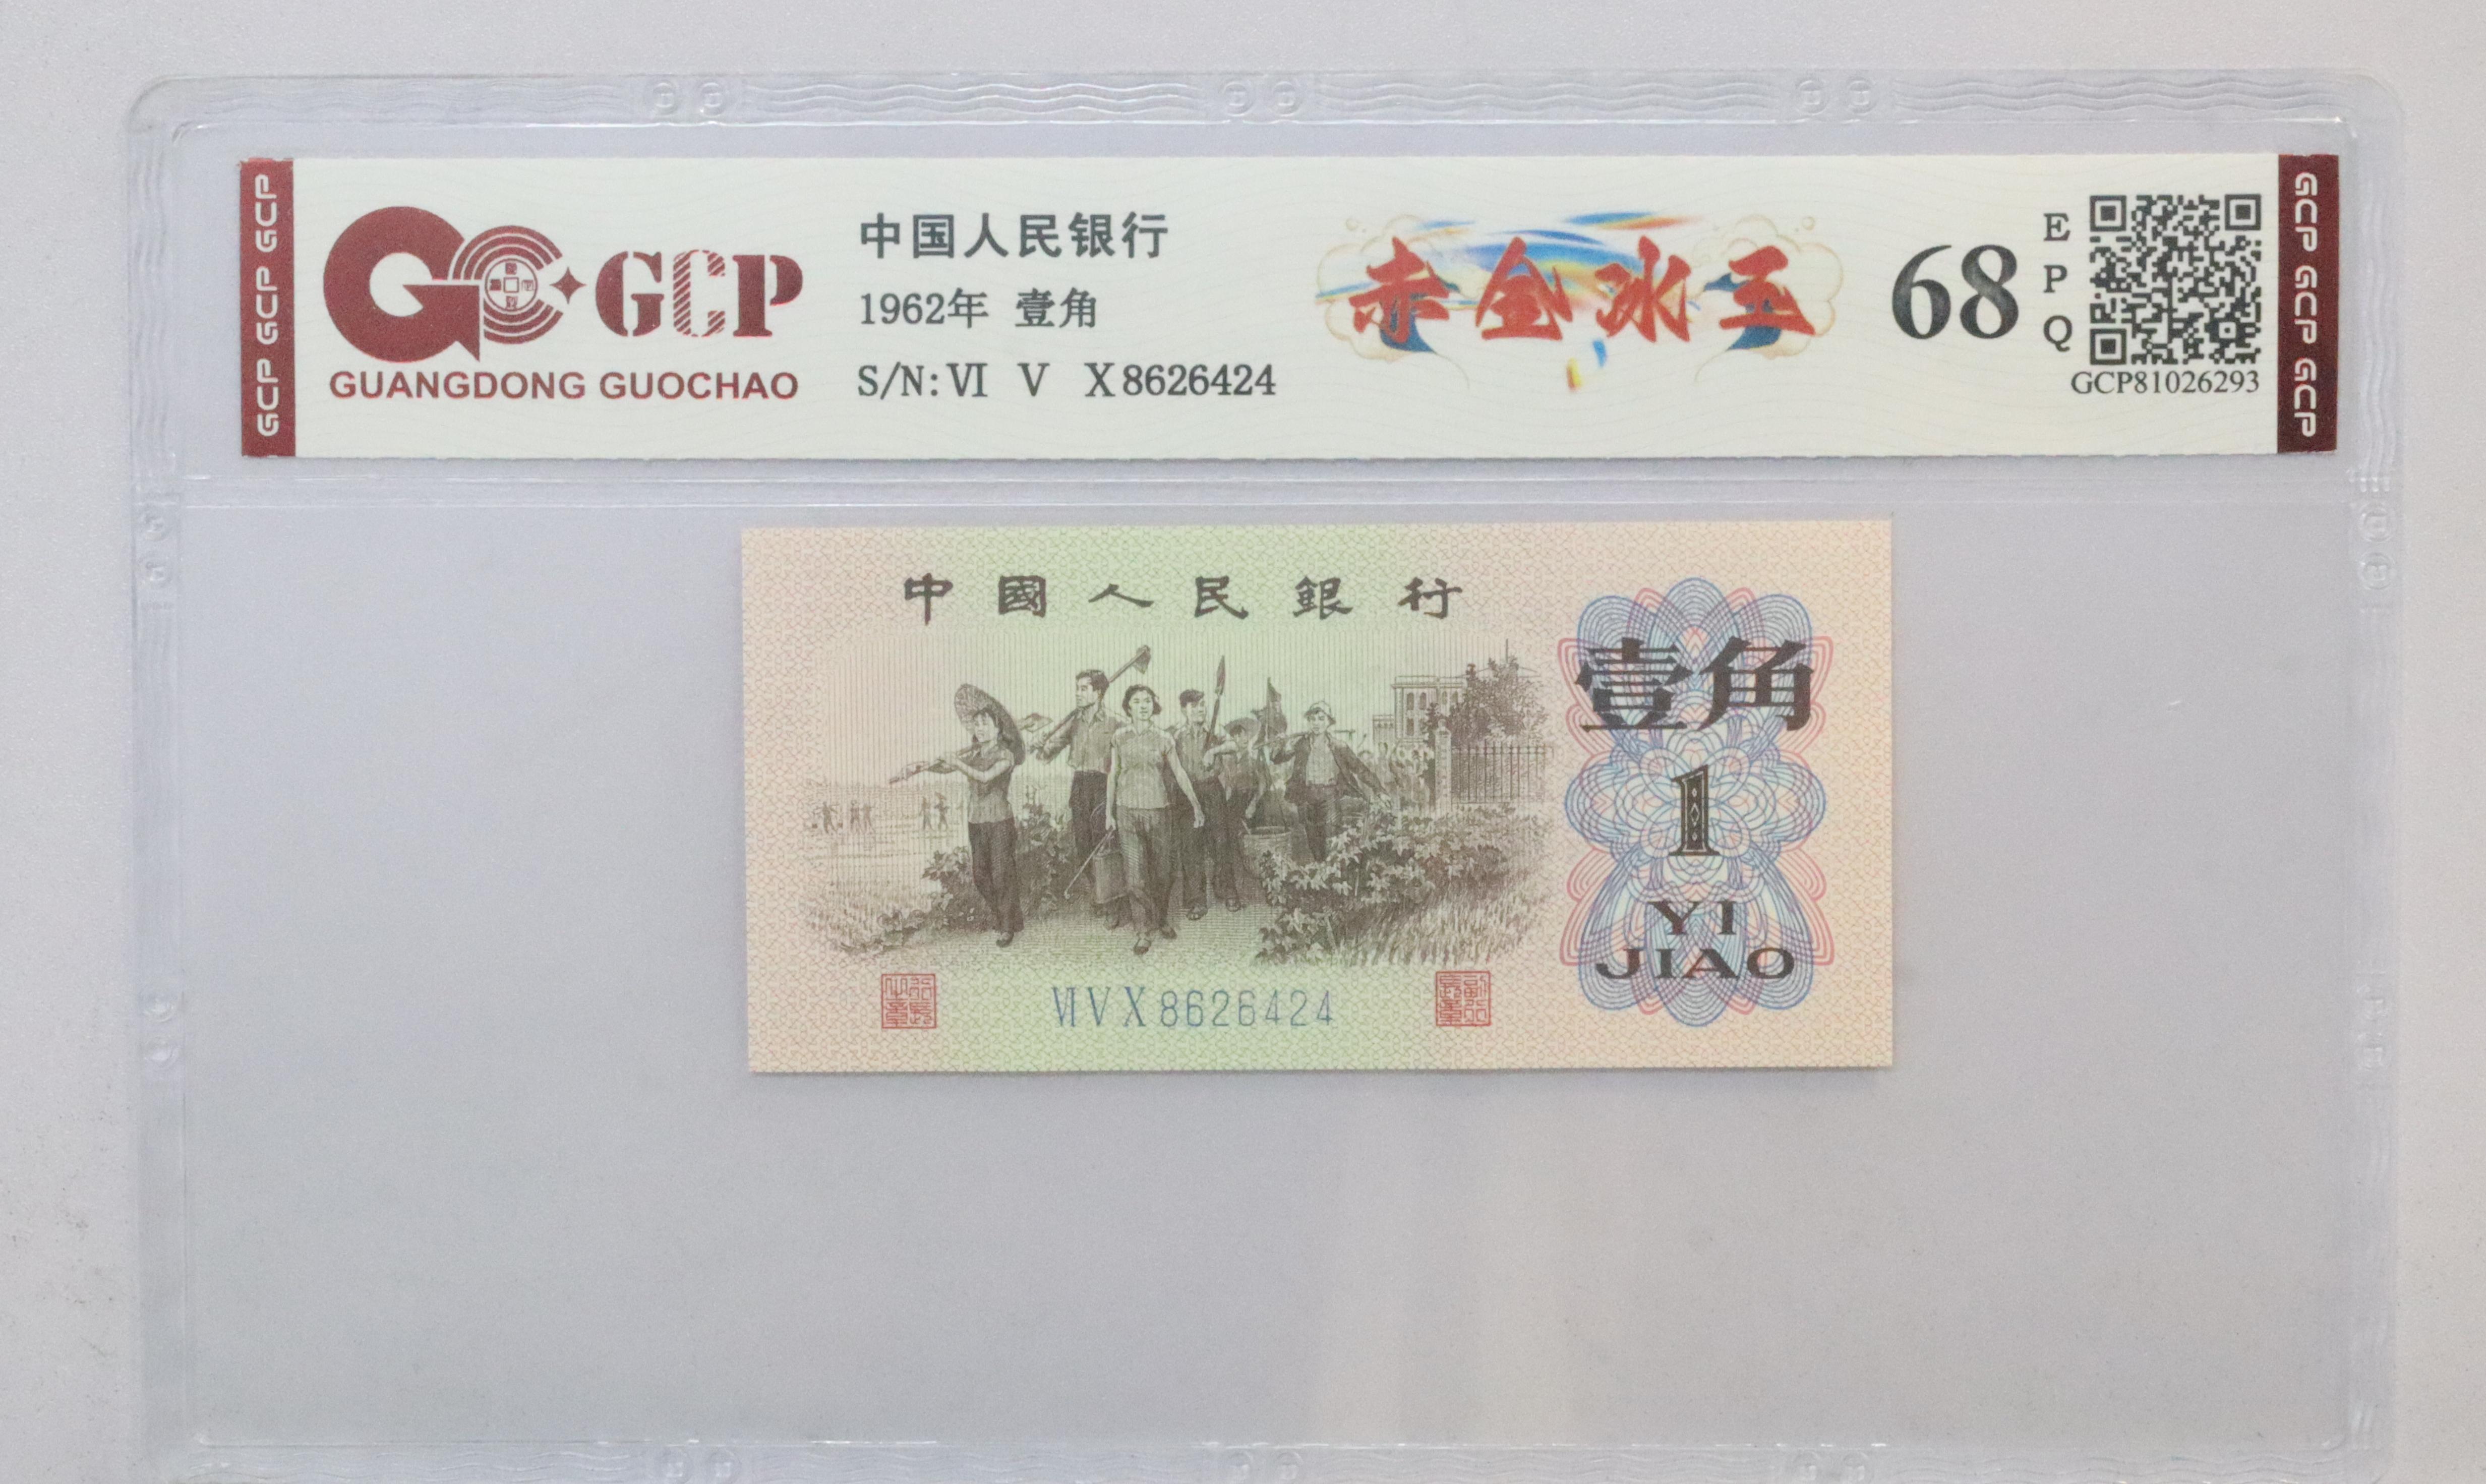 GCP GCP GCP
GCP
GUANGDONG GUOCHAO
中国人民银行
1962年 壹角
S/N:Ⅵ Ⅴ Ⅹ8626424
赤金冰玉
68
EPQ
GCP81026293
GCP GCP GCP
中國人民銀行
壹角
1
YI
JIAO
ⅥⅤⅩ8626424